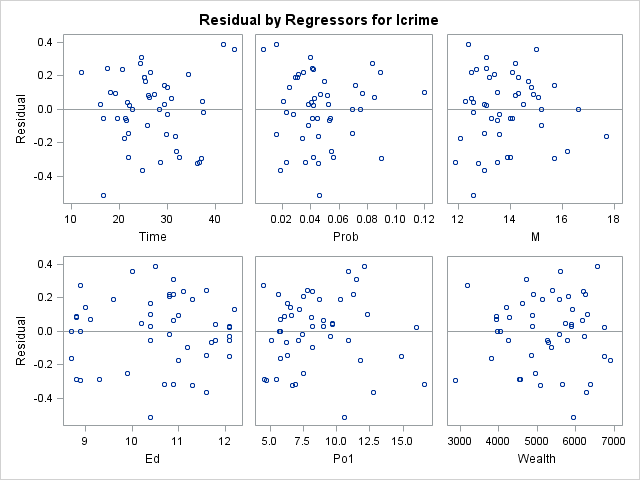 Residual by Regressors for lcrime
Residual
0.4
0.2
0.0
-0.2
-0.4
10 20 30 40
Time
0.02 0.04 0.06 0.08 0.10 0.12
Prob
12 14 16 18
M
Residual
0.4
0.2
0.0
-0.2
-0.4
9 10 11 12
Ed
5.0 7.5 10.0 12.5 15.0
Po1
3000 4000 5000 6000 7000
Wealth